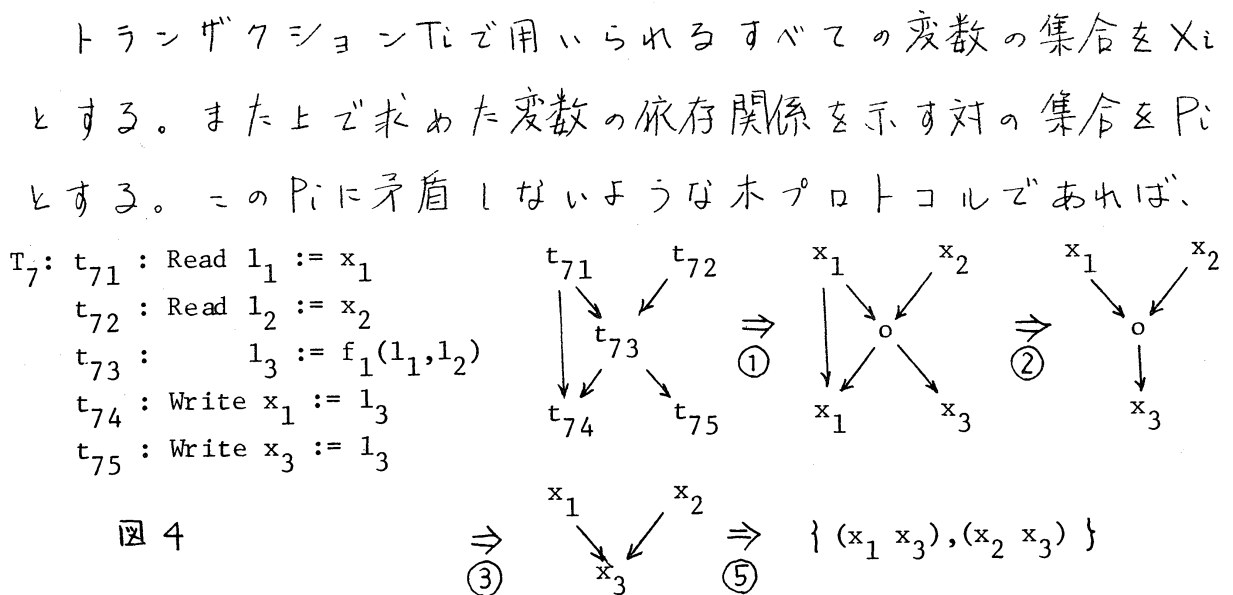 トランザクションTiで用いられるすべての変数の集合をXi
とする。また上で求めた変数の依存関係を示す対の集合をPi
とする。このPiに矛盾しないような木プロトコルであれば、
T7: t71 : Read l1 := x1
t72 : Read l2 := x2
t73 : l3 := f1(l1,l2)
t74 : Write x1 := l3
t75 : Write x3 := l3
t71 t72
t73
t74 t75
⇒
①
x1 x2
o
x1 x3
⇒
②
x1 x2
o
x3
図 4
⇒
③
x1 x2
x3
⇒
⑤
{ (x1 x3),(x2 x3) }